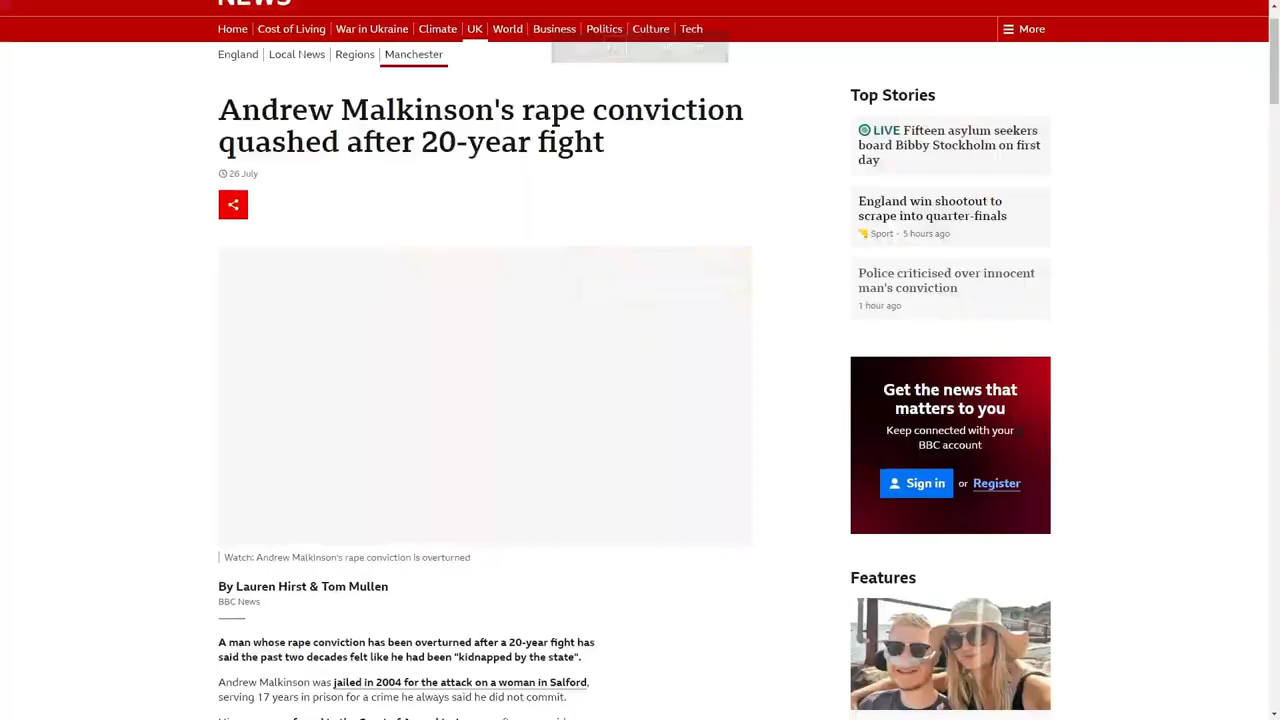 NEWS
Home Cost of Living War in Ukraine Climate UK World Business Politics Culture Tech More
England Local News Regions Manchester
Andrew Malkinson's rape conviction
quashed after 20-year fight
26 July
Watch: Andrew Malkinson's rape conviction is overturned
By Lauren Hirst & Tom Mullen
BBC News
A man whose rape conviction has been overturned after a 20-year fight has
said the past two decades felt like he had been "kidnapped by the state".
Andrew Malkinson was jailed in 2004 for the attack on a woman in Salford,
serving 17 years in prison for a crime he always said he did not commit.
Top Stories
LIVE Fifteen asylum seekers
board Bibby Stockholm on first
day
England win shootout to
scrape into quarter-finals
Sport · 5 hours ago
Police criticised over innocent
man's conviction
1 hour ago
Get the news that
matters to you
Keep connected with your
BBC account
Sign in or Register
Features